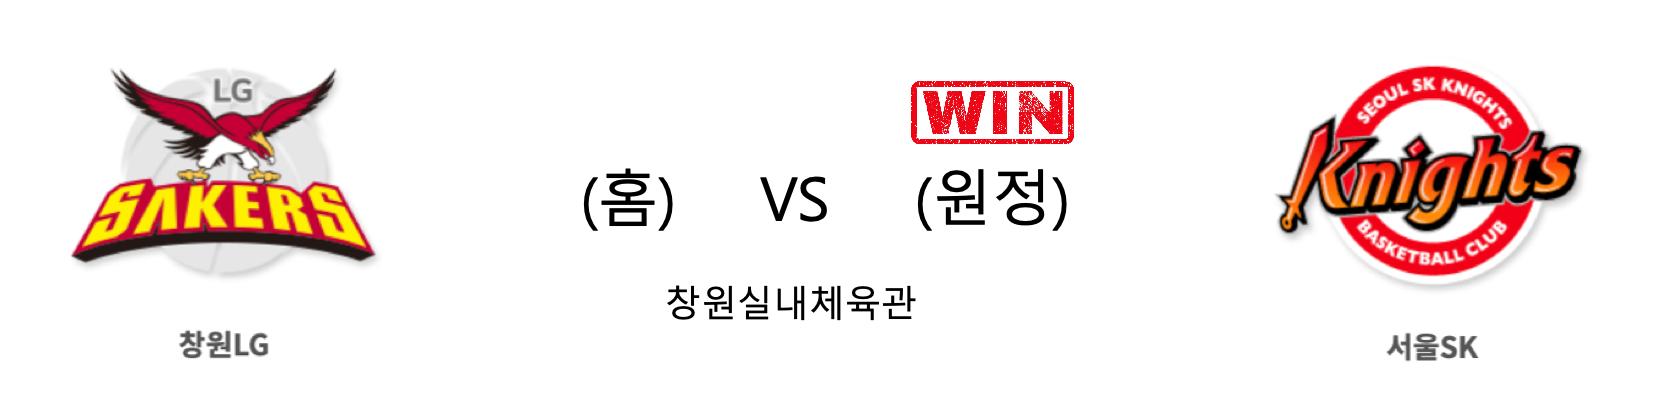 LG
SAKERS
창원LG
WIN
(홈) VS (원정)
창원실내체육관
SEOUL SK KNIGHTS
Knights
BASKETBALL CLUB
서울SK